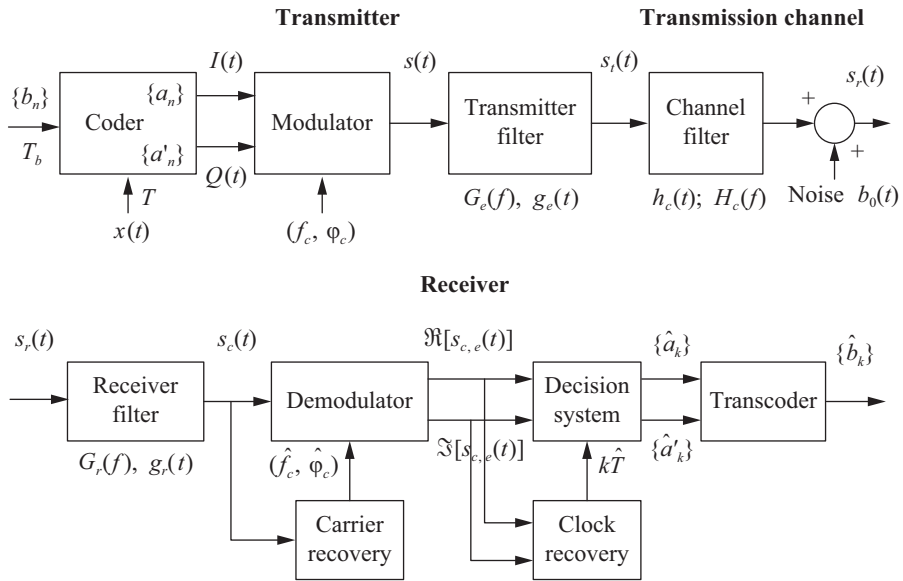 Transmitter
Transmission channel
I(t)
s(t)
s_t(t)
s_r(t)
{b_n}
{a_n}
Coder
Modulator
Transmitter
filter
Channel
filter
+
T_b
{a'_n}
+
Q(t)
T
G_e(f), g_e(t)
h_c(t); H_c(f)
Noise b_0(t)
x(t)
(f_c, φ_c)
Receiver
s_r(t)
s_c(t)
ℜ[s_{c,e}(t)]
{â_k}
{b̂_k}
Receiver
filter
Demodulator
Decision
system
Transcoder
G_r(f), g_r(t)
(f̂_c, φ̂_c)
ℑ[s_{c,e}(t)]
kT̂
{â'_k}
Carrier
recovery
Clock
recovery